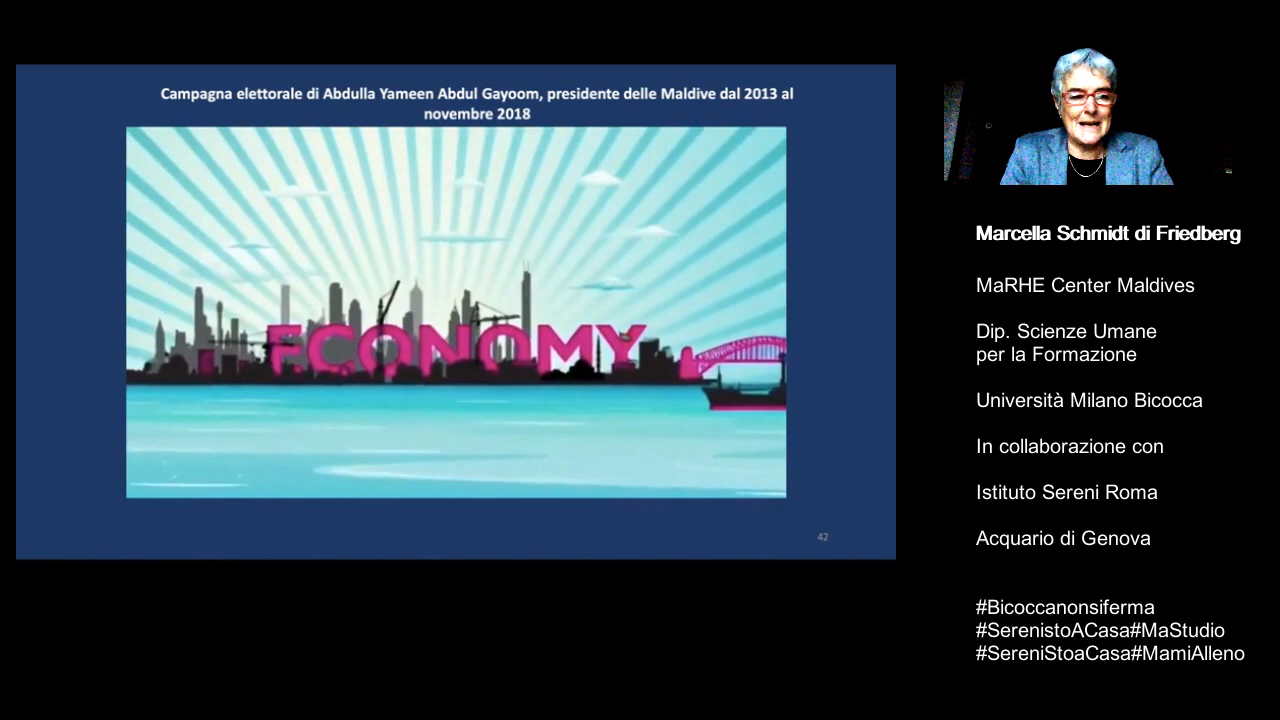 Campagna elettorale di Abdulla Yameen Abdul Gayoom, presidente delle Maldive dal 2013 al
novembre 2018
ECONOMY
42
Marcella Schmidt di Friedberg
MaRHE Center Maldives
Dip. Scienze Umane
per la Formazione
Università Milano Bicocca
In collaborazione con
Istituto Sereni Roma
Acquario di Genova
#Bicoccanonsiferma
#SerenistoACasa#MaStudio
#SereniStoaCasa#MamiAlleno